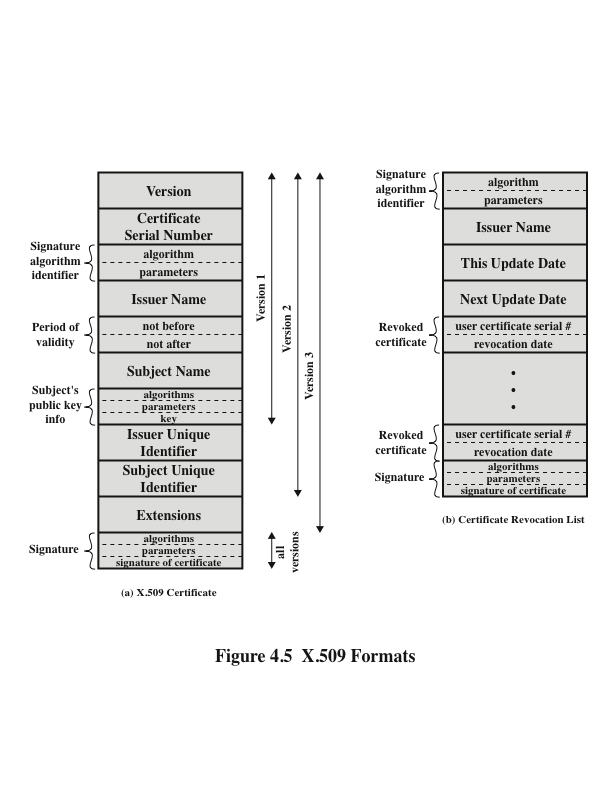 Version
Certificate
Serial Number
Signature
algorithm
identifier
algorithm
parameters
Issuer Name
Period of
validity
not before
not after
Subject Name
Subject's
public key
info
algorithms
parameters
key
Issuer Unique
Identifier
Subject Unique
Identifier
Extensions
Signature
algorithms
parameters
signature of certificate
Version 1
Version 2
Version 3
all
versions
(a) X.509 Certificate
Signature
algorithm
identifier
algorithm
parameters
Issuer Name
This Update Date
Next Update Date
Revoked
certificate
user certificate serial #
revocation date
•
•
•
Revoked
certificate
user certificate serial #
revocation date
Signature
algorithms
parameters
signature of certificate
(b) Certificate Revocation List
Figure 4.5 X.509 Formats